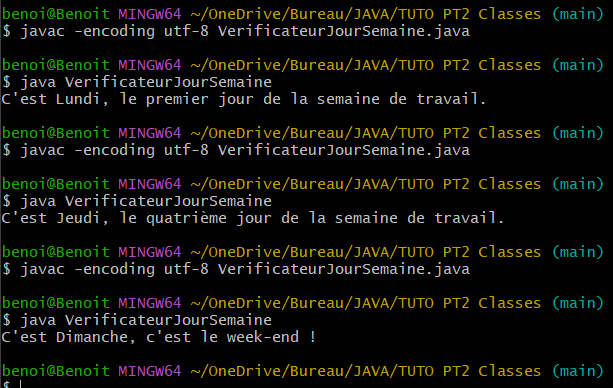 benoi@Benoit MINGW64 ~/OneDrive/Bureau/JAVA/TUTO PT2 Classes (main)
$ javac -encoding utf-8 VerificateurJourSemaine.java
benoi@Benoit MINGW64 ~/OneDrive/Bureau/JAVA/TUTO PT2 Classes (main)
$ java VerificateurJourSemaine
C'est Lundi, le premier jour de la semaine de travail.
benoi@Benoit MINGW64 ~/OneDrive/Bureau/JAVA/TUTO PT2 Classes (main)
$ javac -encoding utf-8 VerificateurJourSemaine.java
benoi@Benoit MINGW64 ~/OneDrive/Bureau/JAVA/TUTO PT2 Classes (main)
$ java VerificateurJourSemaine
C'est Jeudi, le quatrième jour de la semaine de travail.
benoi@Benoit MINGW64 ~/OneDrive/Bureau/JAVA/TUTO PT2 Classes (main)
$ javac -encoding utf-8 VerificateurJourSemaine.java
benoi@Benoit MINGW64 ~/OneDrive/Bureau/JAVA/TUTO PT2 Classes (main)
$ java VerificateurJourSemaine
C'est Dimanche, c'est le week-end !
benoi@Benoit MINGW64 ~/OneDrive/Bureau/JAVA/TUTO PT2 Classes (main)
$